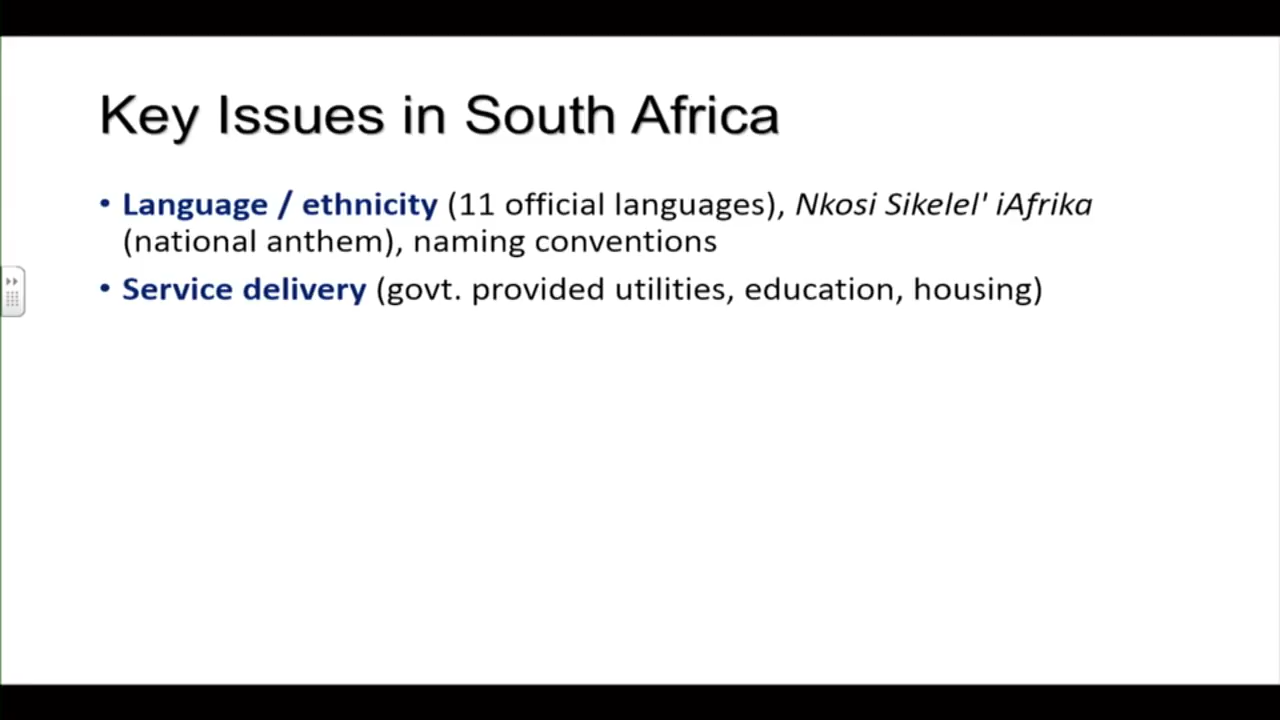 Key Issues in South Africa
• Language / ethnicity (11 official languages), Nkosi Sikelel' iAfrika
(national anthem), naming conventions
• Service delivery (govt. provided utilities, education, housing)